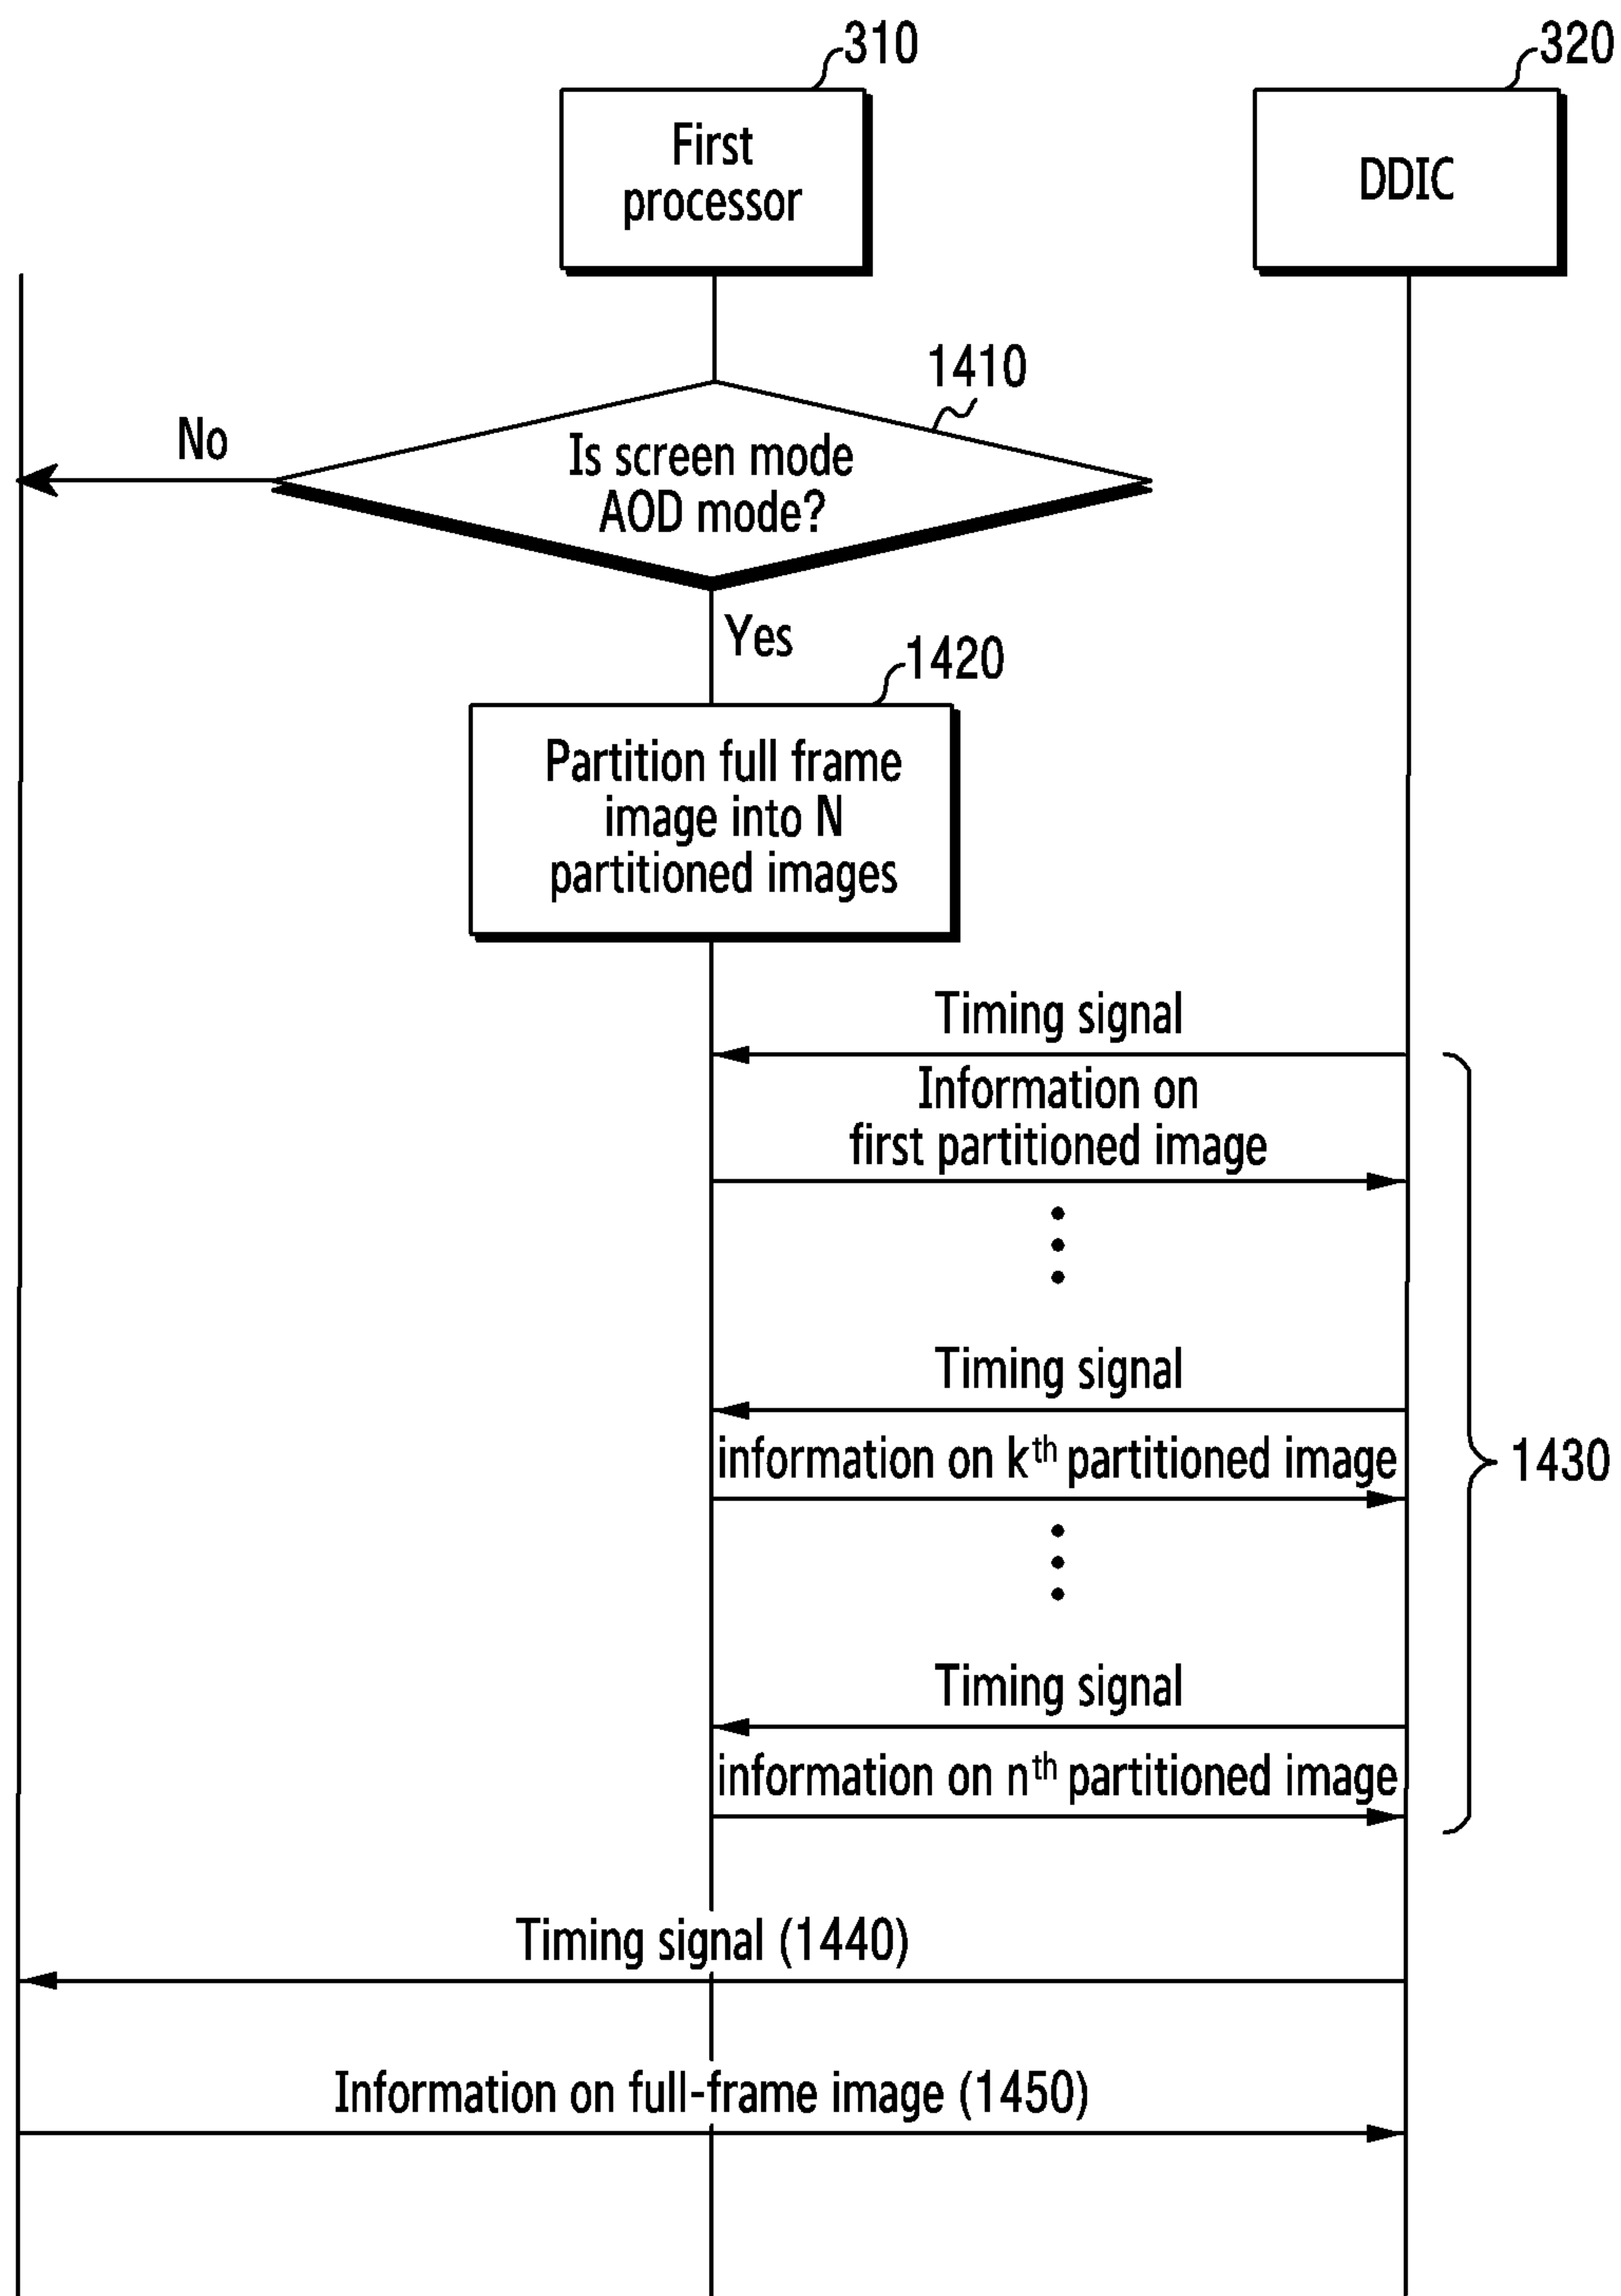 310
320
First
processor
DDIC
1410
No
Is screen mode
AOD mode?
Yes
1420
Partition full frame
image into N
partitioned images
Timing signal
Information on
first partitioned image
Timing signal
information on kth partitioned image
1430
Timing signal
information on nth partitioned image
Timing signal (1440)
Information on full-frame image (1450)